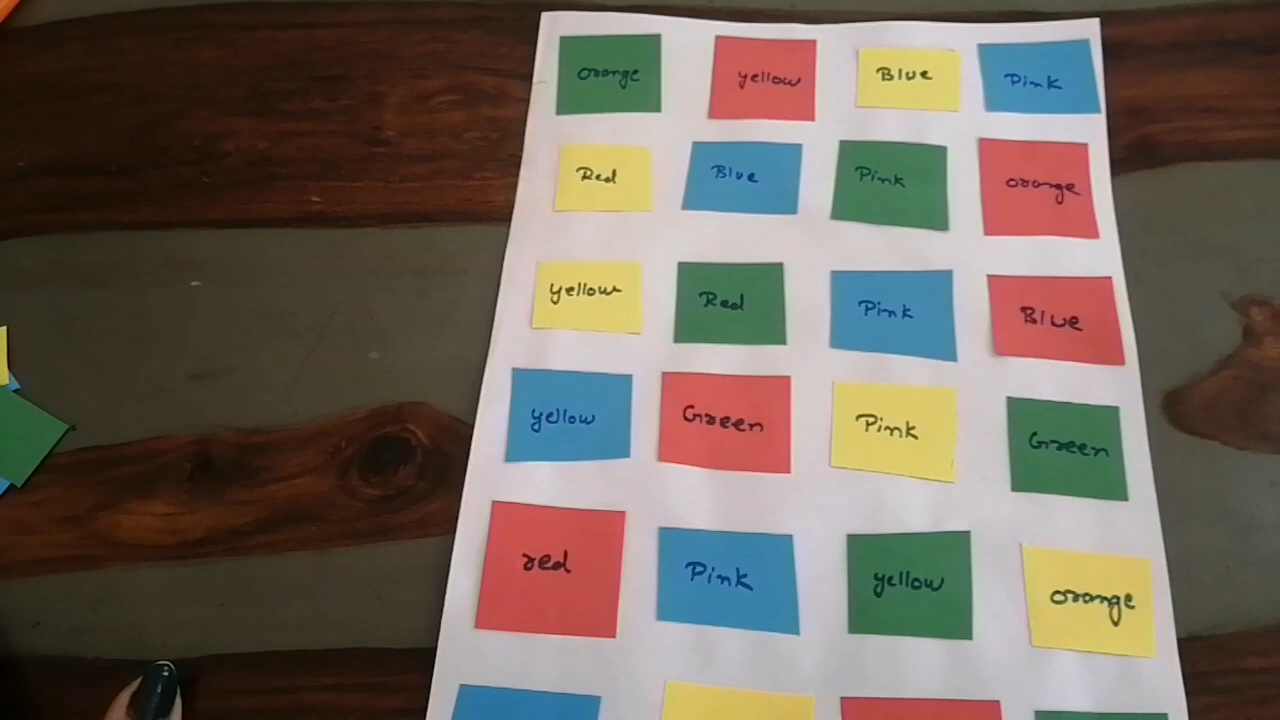 orange yellow Blue Pink
Red Blue Pink orange
yellow Red Pink Blue
yellow Green Pink Green
red Pink yellow orange